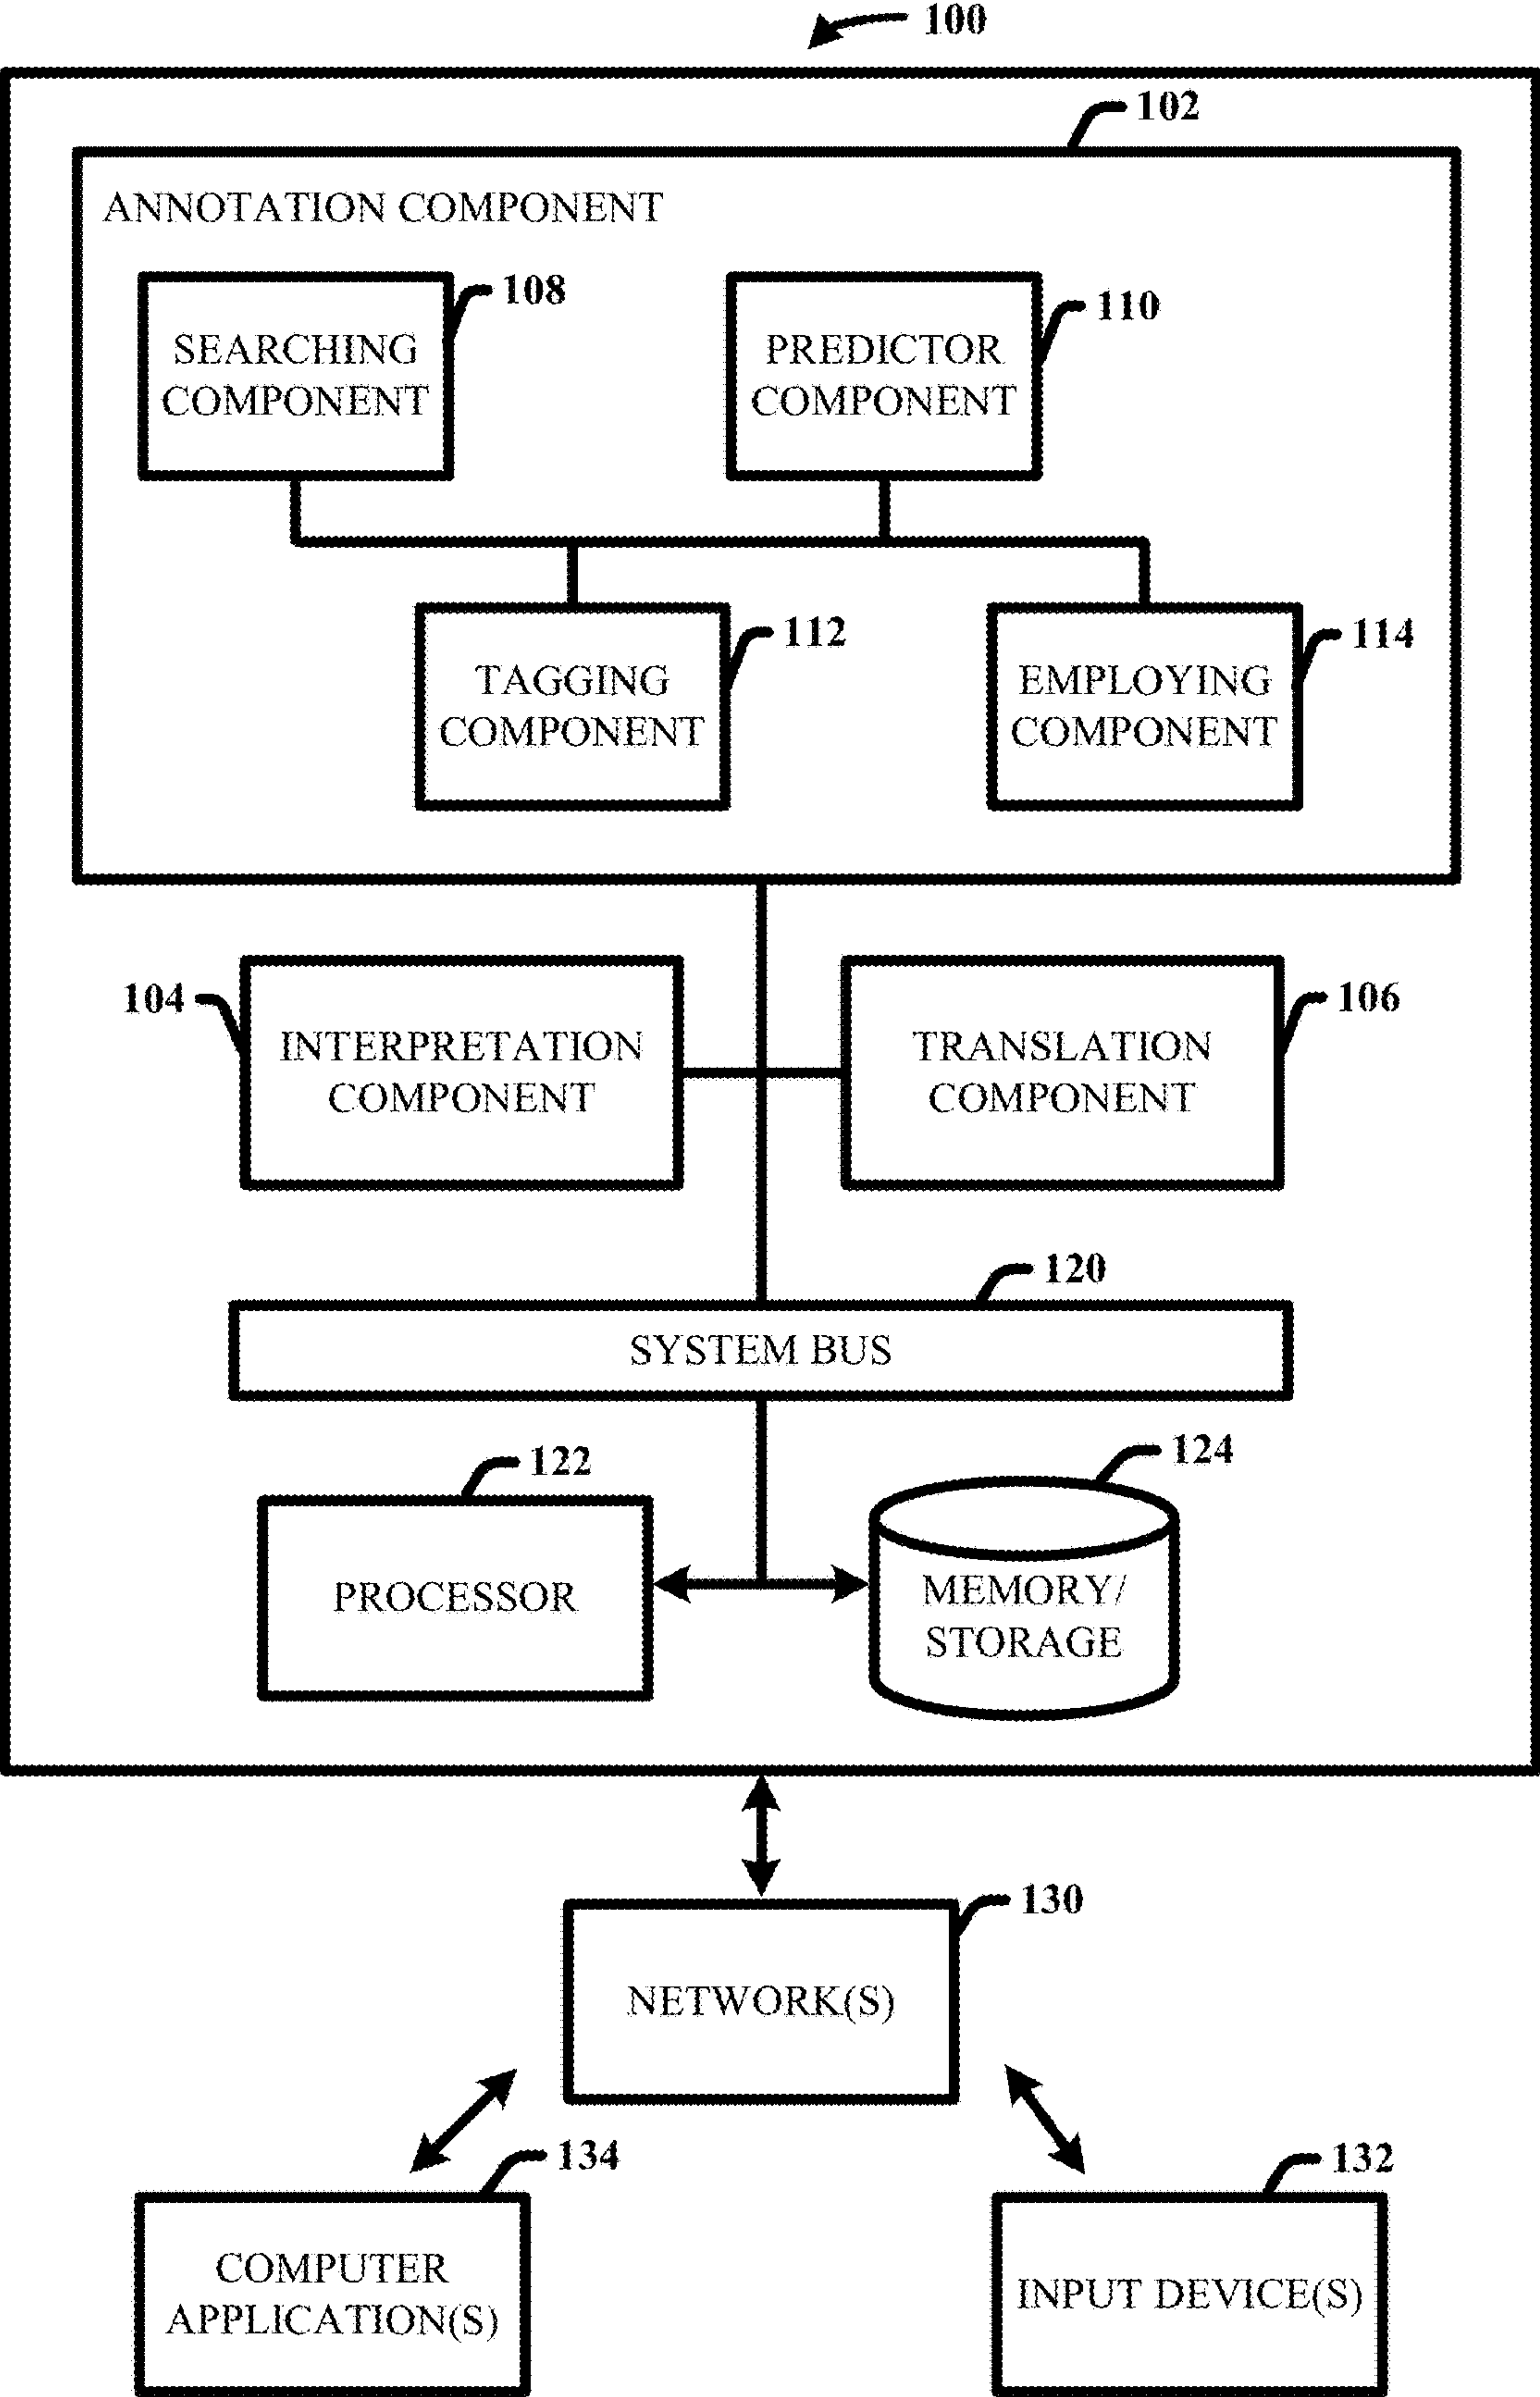 100
102
ANNOTATION COMPONENT
108
SEARCHING
COMPONENT
110
PREDICTOR
COMPONENT
112
TAGGING
COMPONENT
114
EMPLOYING
COMPONENT
104
INTERPRETATION
COMPONENT
106
TRANSLATION
COMPONENT
120
SYSTEM BUS
122
PROCESSOR
124
MEMORY/
STORAGE
130
NETWORK(S)
134
COMPUTER
APPLICATION(S)
132
INPUT DEVICE(S)